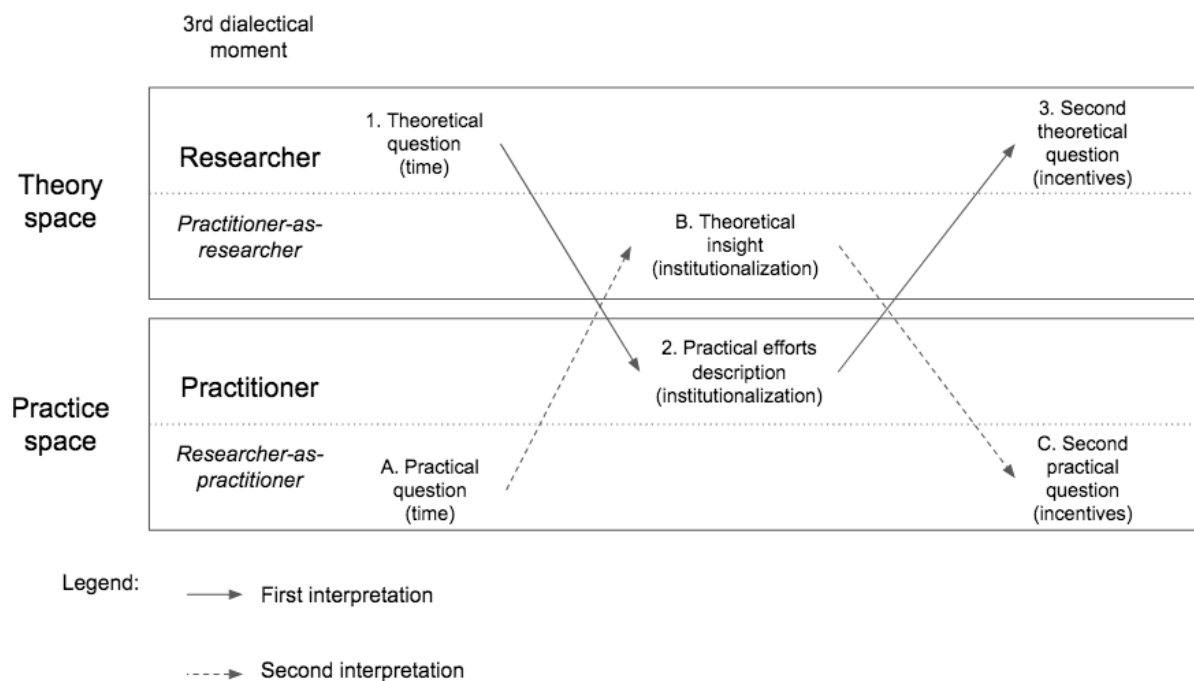 3rd dialectical
moment
Theory
space
Researcher
1. Theoretical
question
(time)
3. Second
theoretical
question
(incentives)
Practitioner-as-
researcher
B. Theoretical
insight
(institutionalization)
Practice
space
Practitioner
2. Practical efforts
description
(institutionalization)
Researcher-as-
practitioner
A. Practical
question
(time)
C. Second
practical
question
(incentives)
Legend:
First interpretation
Second interpretation